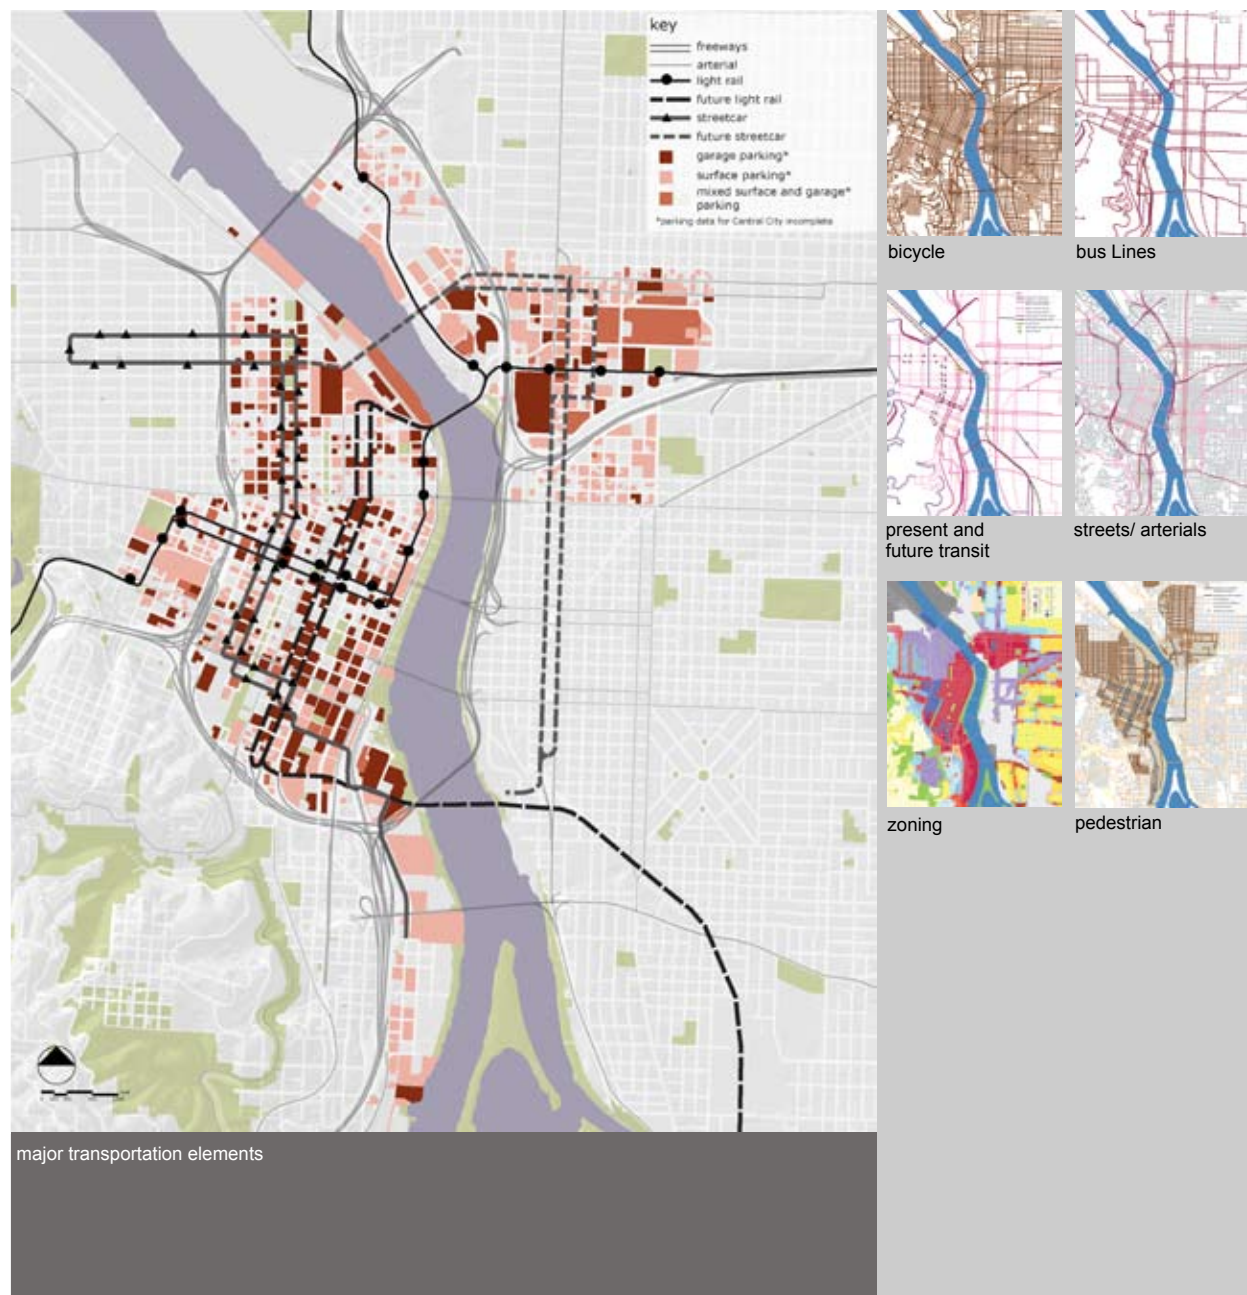 key
freeways
arterial
light rail
future light rail
streetcar
future streetcar
garage parking*
surface parking*
mixed surface and garage*
parking
*parking data for Central City incomplete
bicycle
bus Lines
present and
future transit
streets/ arterials
zoning
pedestrian
major transportation elements